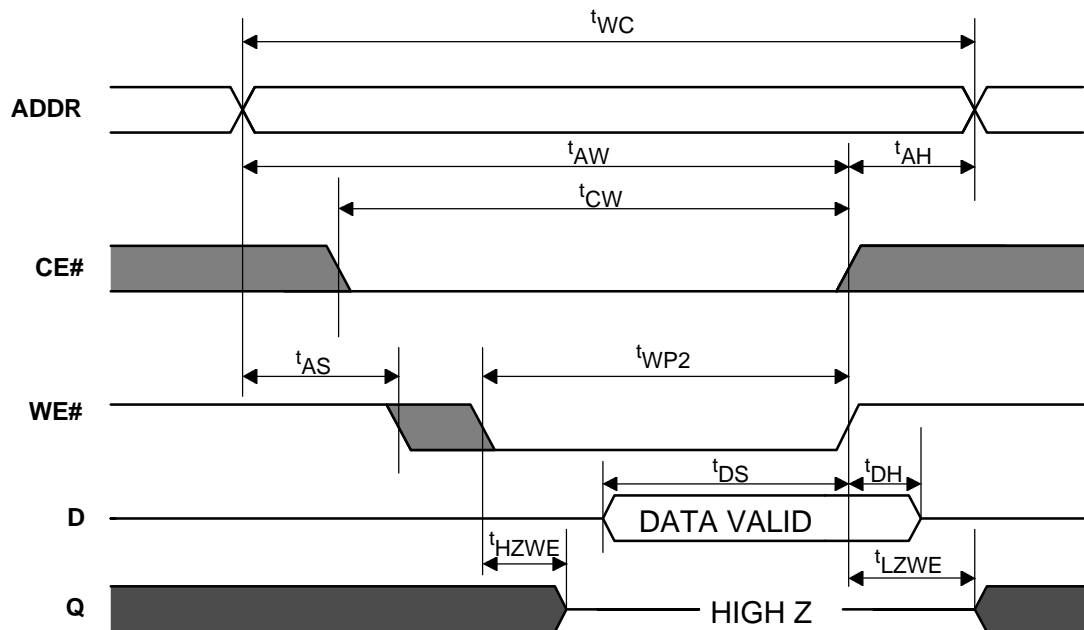 tWC
ADDR
tAW
tAH
tCW
CE#
tAS
tWP2
WE#
tDS
tDH
D
DATA VALID
tHZWE
tLZWE
Q
HIGH Z